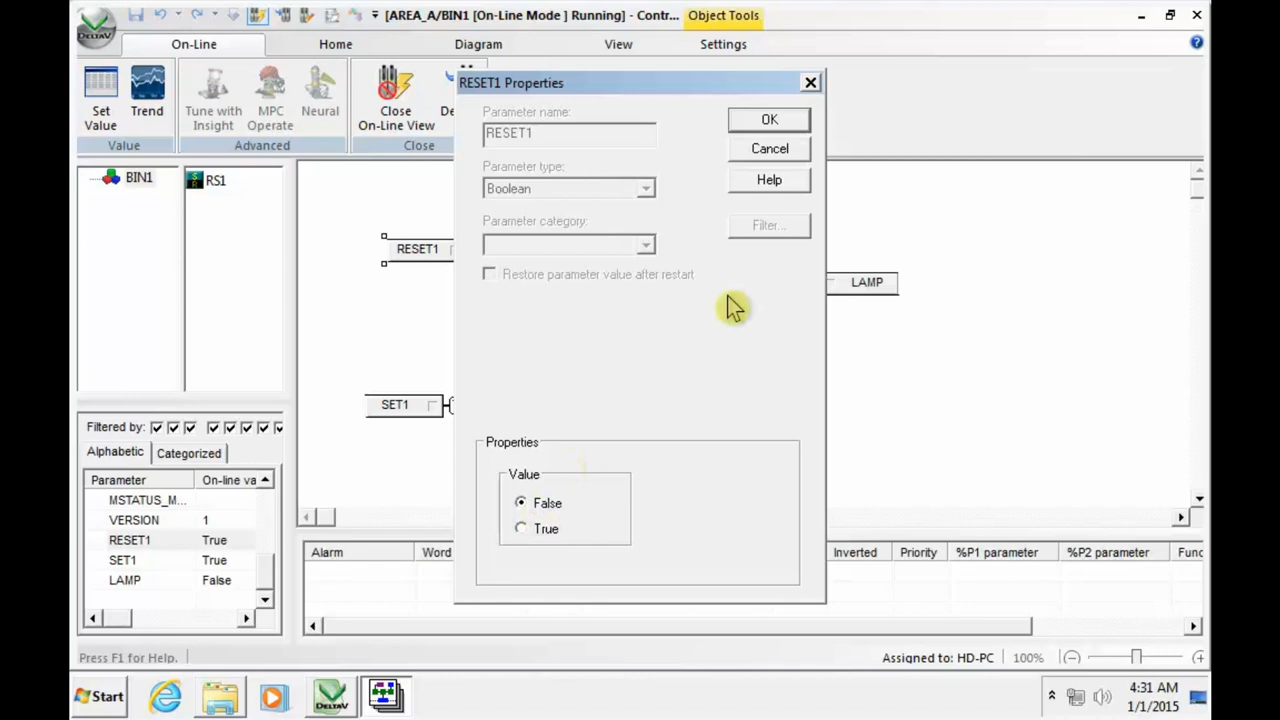 [AREA_A/BIN1 [On-Line Mode ] Running] - Contr...
Object Tools
DELTAV
On-Line
Home
Diagram
View
Settings
Set
Value
Trend
Tune with
Insight
MPC
Operate
Neural
Close
On-Line View
De
Value
Advanced
Close
BIN1
RS1
RESET1
SET1
LAMP
RESET1 Properties
Parameter name:
RESET1
Parameter type:
Boolean
Parameter category:
Restore parameter value after restart
OK
Cancel
Help
Filter...
Properties
Value
False
True
Filtered by:
Alphabetic
Categorized
Parameter
On-line va
MSTATUS_M...
VERSION 1
RESET1 True
SET1 True
LAMP False
Alarm
Word
Inverted
Priority
%P1 parameter
%P2 parameter
Func
Press F1 for Help.
Assigned to: HD-PC
100%
Start
DELTAV
4:31 AM
1/1/2015